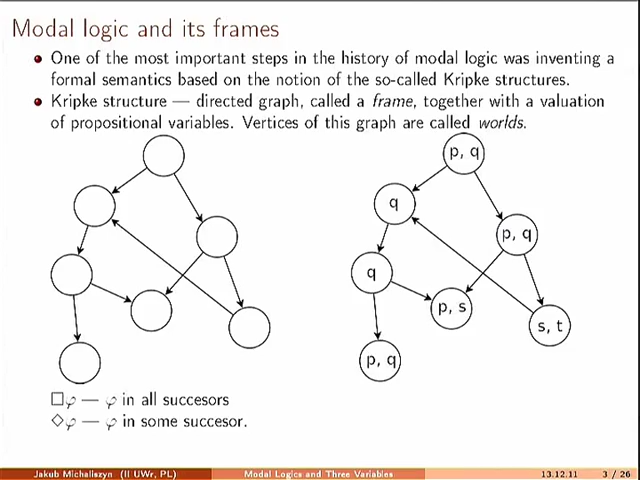 Modal logic and its frames
One of the most important steps in the history of modal logic was inventing a
formal semantics based on the notion of the so-called Kripke structures.
Kripke structure — directed graph, called a frame, together with a valuation
of propositional variables. Vertices of this graph are called worlds.
p, q
q
p, q
q
p, s
s, t
p, q
□φ — φ in all succesors
◇φ — φ in some succesor.
Jakub Michaliszyn (II UWr, PL) Modal Logics and Three Variables 13.12.11 3 / 26